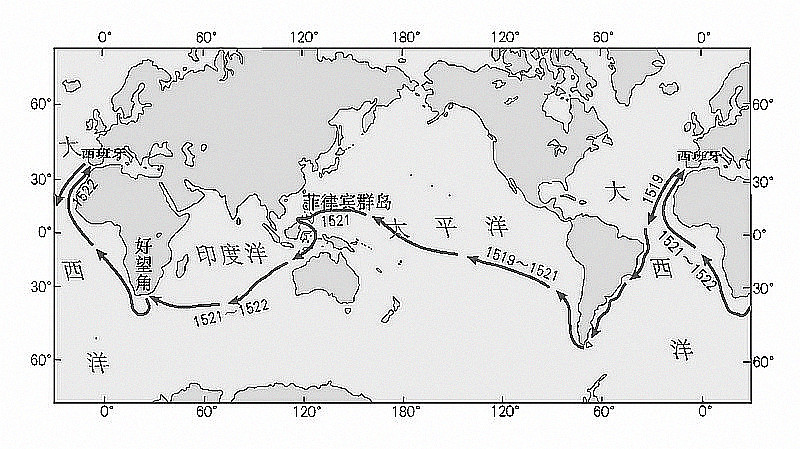 0° 60° 120° 180° 120° 60° 0°
60° 60°
大
西班牙 西班牙
30° 1522 1519 30°
菲律宾群岛
1521
大
太平洋
0° 0°
好望角
印度洋
1519～1521
1521～1522
西 西
30° 30°
1521～1522
洋 洋
60° 60°
0° 60° 120° 180° 120° 60° 0°